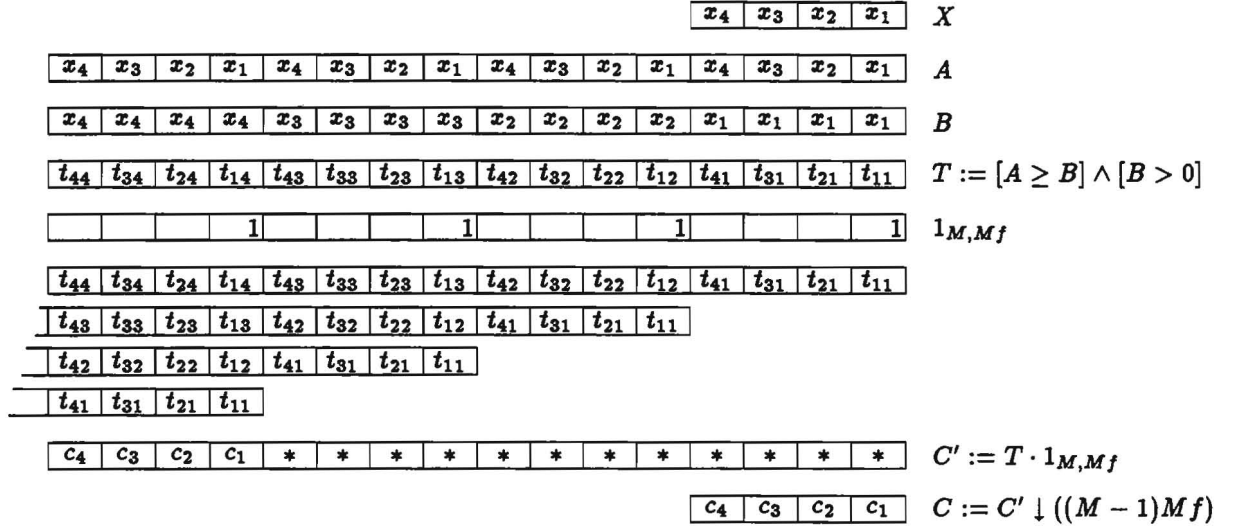 x₄ x₃ x₂ x₁ X
x₄ x₃ x₂ x₁ x₄ x₃ x₂ x₁ x₄ x₃ x₂ x₁ x₄ x₃ x₂ x₁ A
x₄ x₄ x₄ x₄ x₃ x₃ x₃ x₃ x₂ x₂ x₂ x₂ x₁ x₁ x₁ x₁ B
t₄₄ t₃₄ t₂₄ t₁₄ t₄₃ t₃₃ t₂₃ t₁₃ t₄₂ t₃₂ t₂₂ t₁₂ t₄₁ t₃₁ t₂₁ t₁₁ T := [A ≥ B] ∧ [B > 0]
1 1 1 1 1_{M,Mf}
t₄₄ t₃₄ t₂₄ t₁₄ t₄₃ t₃₃ t₂₃ t₁₃ t₄₂ t₃₂ t₂₂ t₁₂ t₄₁ t₃₁ t₂₁ t₁₁
t₄₃ t₃₃ t₂₃ t₁₃ t₄₂ t₃₂ t₂₂ t₁₂ t₄₁ t₃₁ t₂₁ t₁₁
t₄₂ t₃₂ t₂₂ t₁₂ t₄₁ t₃₁ t₂₁ t₁₁
t₄₁ t₃₁ t₂₁ t₁₁
c₄ c₃ c₂ c₁ * * * * * * * * * * * * C' := T · 1_{M,Mf}
c₄ c₃ c₂ c₁ C := C' ↓ ((M − 1)Mf)